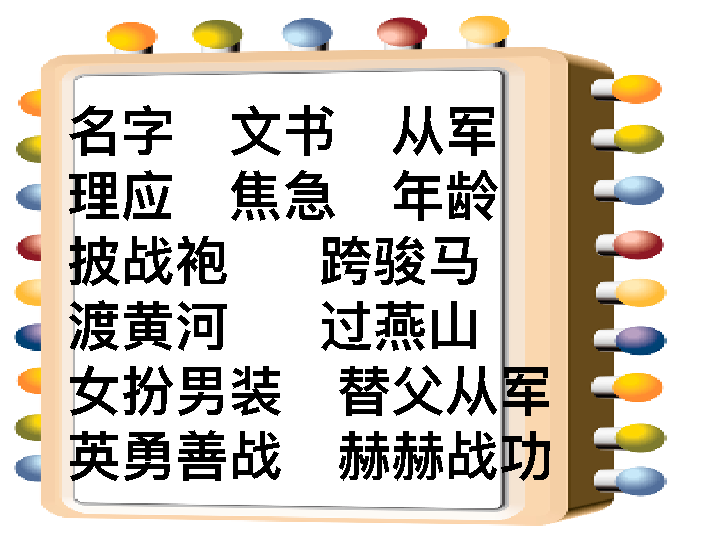 名字 文书 从军
理应 焦急 年龄
披战袍 跨骏马
渡黄河 过燕山
女扮男装 替父从军
英勇善战 赫赫战功